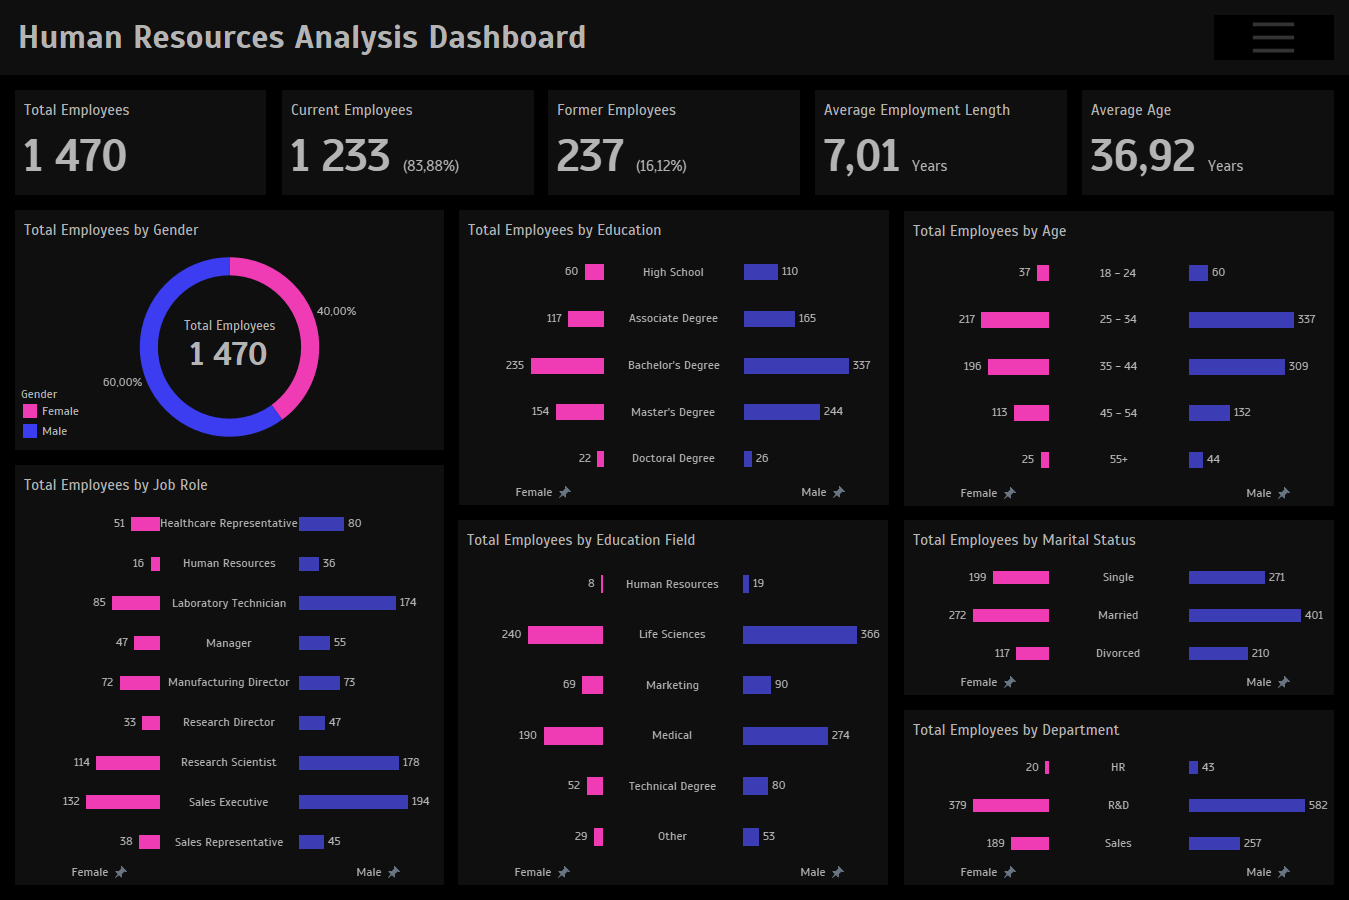 Human Resources Analysis Dashboard
Total Employees
1 470
Current Employees
1 233 (83,88%)
Former Employees
237 (16,12%)
Average Employment Length
7,01 Years
Average Age
36,92 Years
Total Employees by Gender
40,00%
Total Employees
1 470
60,00%
Gender
Female
Male
Total Employees by Education
60 High School 110
117 Associate Degree 165
235 Bachelor's Degree 337
154 Master's Degree 244
22 Doctoral Degree 26
Female Male
Total Employees by Age
37 18 – 24 60
217 25 – 34 337
196 35 – 44 309
113 45 – 54 132
25 55+ 44
Female Male
Total Employees by Job Role
51 Healthcare Representative 80
16 Human Resources 36
85 Laboratory Technician 174
47 Manager 55
72 Manufacturing Director 73
33 Research Director 47
114 Research Scientist 178
132 Sales Executive 194
38 Sales Representative 45
Female Male
Total Employees by Education Field
8 Human Resources 19
240 Life Sciences 366
69 Marketing 90
190 Medical 274
52 Technical Degree 80
29 Other 53
Female Male
Total Employees by Marital Status
199 Single 271
272 Married 401
117 Divorced 210
Female Male
Total Employees by Department
20 HR 43
379 R&D 582
189 Sales 257
Female Male